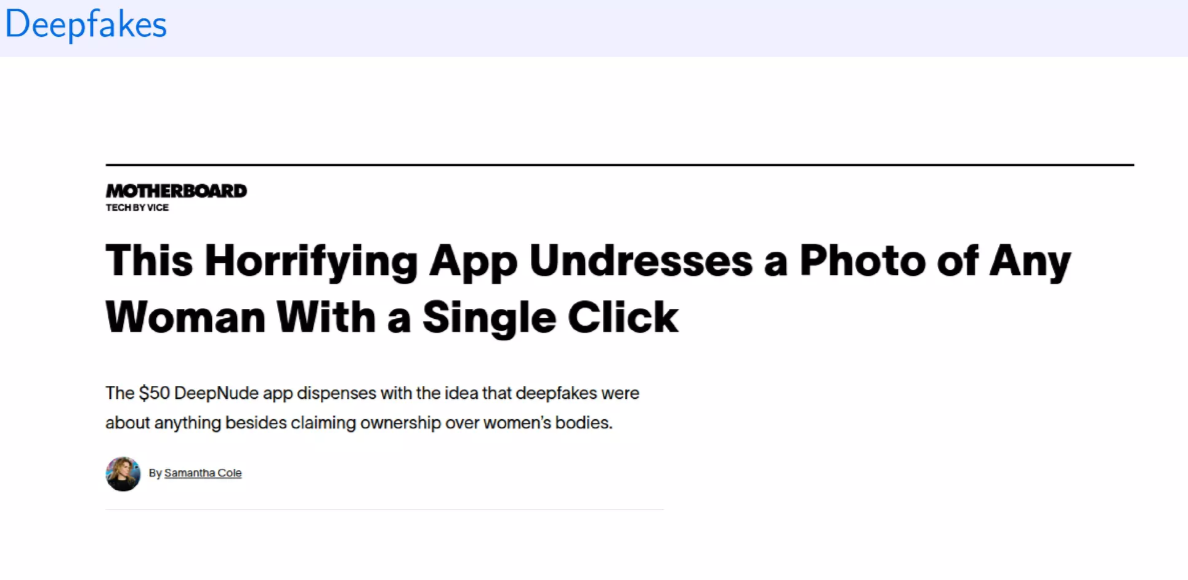 Deepfakes
MOTHERBOARD
TECH BY VICE
This Horrifying App Undresses a Photo of Any
Woman With a Single Click
The $50 DeepNude app dispenses with the idea that deepfakes were
about anything besides claiming ownership over women's bodies.
By Samantha Cole